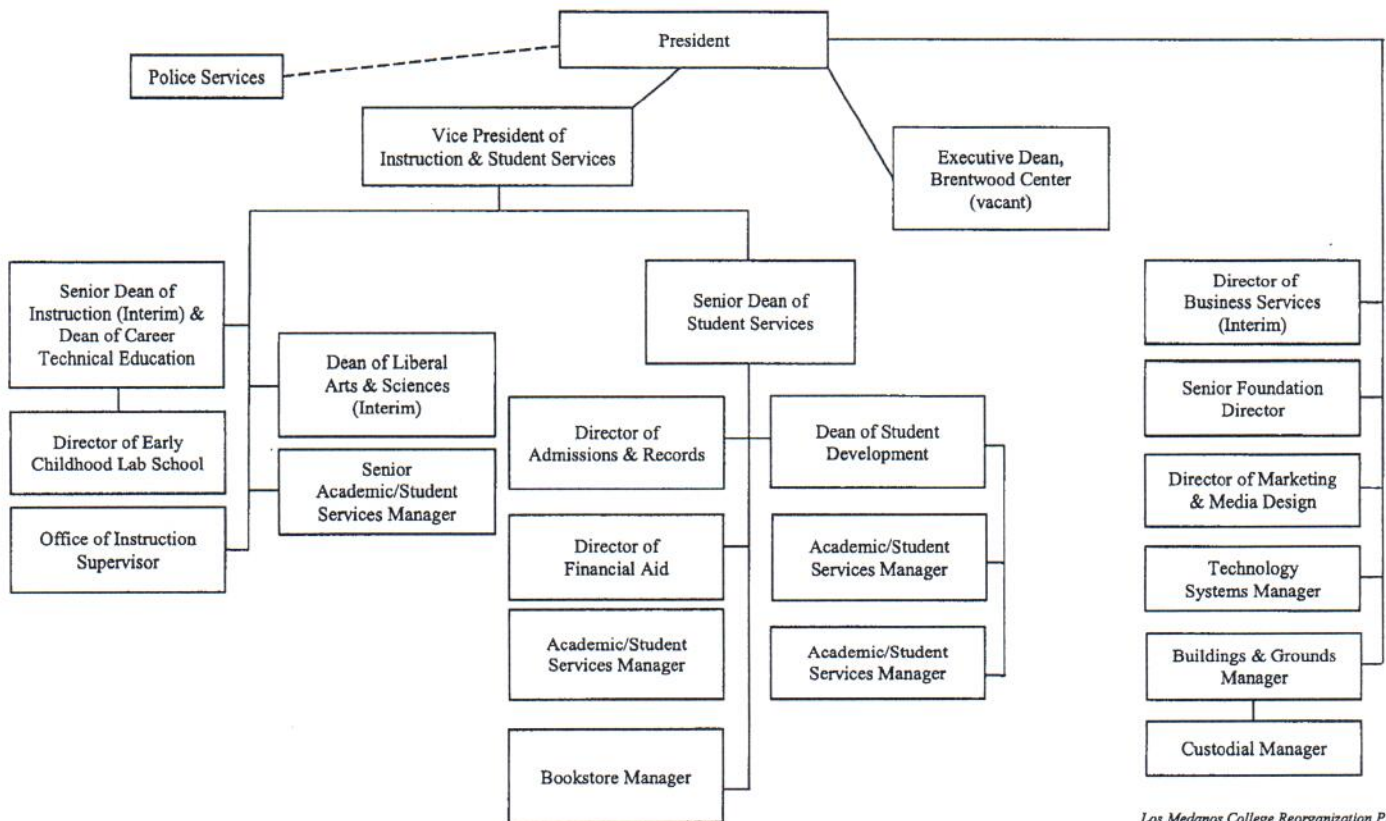 President
Police Services
Vice President of
Instruction & Student Services
Executive Dean,
Brentwood Center
(vacant)
Senior Dean of
Instruction (Interim) &
Dean of Career
Technical Education
Senior Dean of
Student Services
Director of
Business Services
(Interim)
Dean of Liberal
Arts & Sciences
(Interim)
Senior Foundation
Director
Director of Early
Childhood Lab School
Director of
Admissions & Records
Dean of Student
Development
Senior
Academic/Student
Services Manager
Director of Marketing
& Media Design
Office of Instruction
Supervisor
Director of
Financial Aid
Academic/Student
Services Manager
Technology
Systems Manager
Academic/Student
Services Manager
Academic/Student
Services Manager
Buildings & Grounds
Manager
Bookstore Manager
Custodial Manager
Los Medanos College Reorganization P